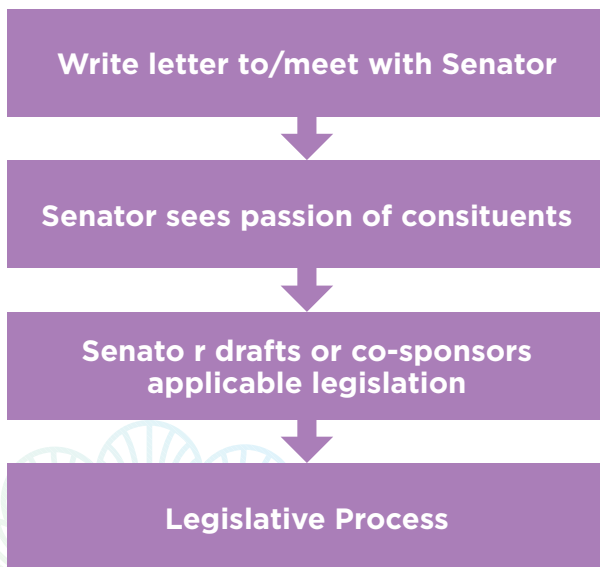 Write letter to/meet with Senator
Senator sees passion of consituents
Senato r drafts or co-sponsors
applicable legislation
Legislative Process